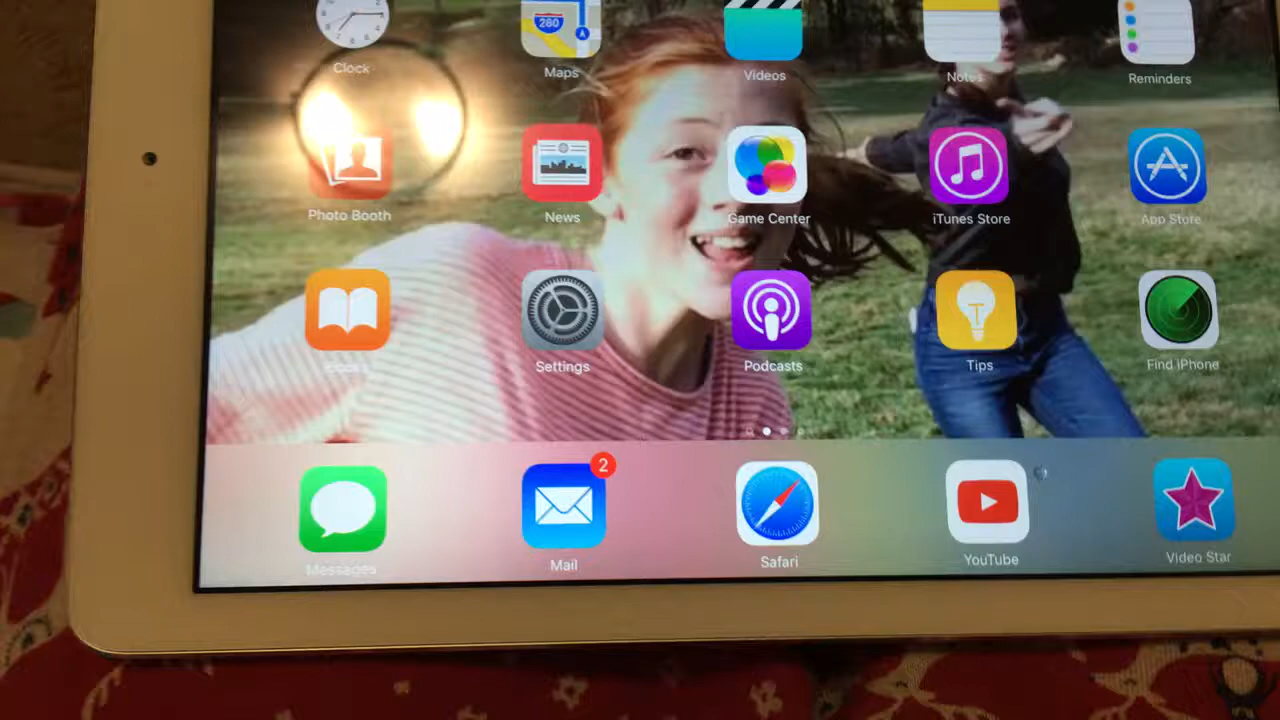 Clock
Maps
Videos
Notes
Reminders
280
Photo Booth
News
Game Center
iTunes Store
App Store
iBooks
Settings
Podcasts
Tips
Find iPhone
2
Messages
Mail
Safari
YouTube
Video Star